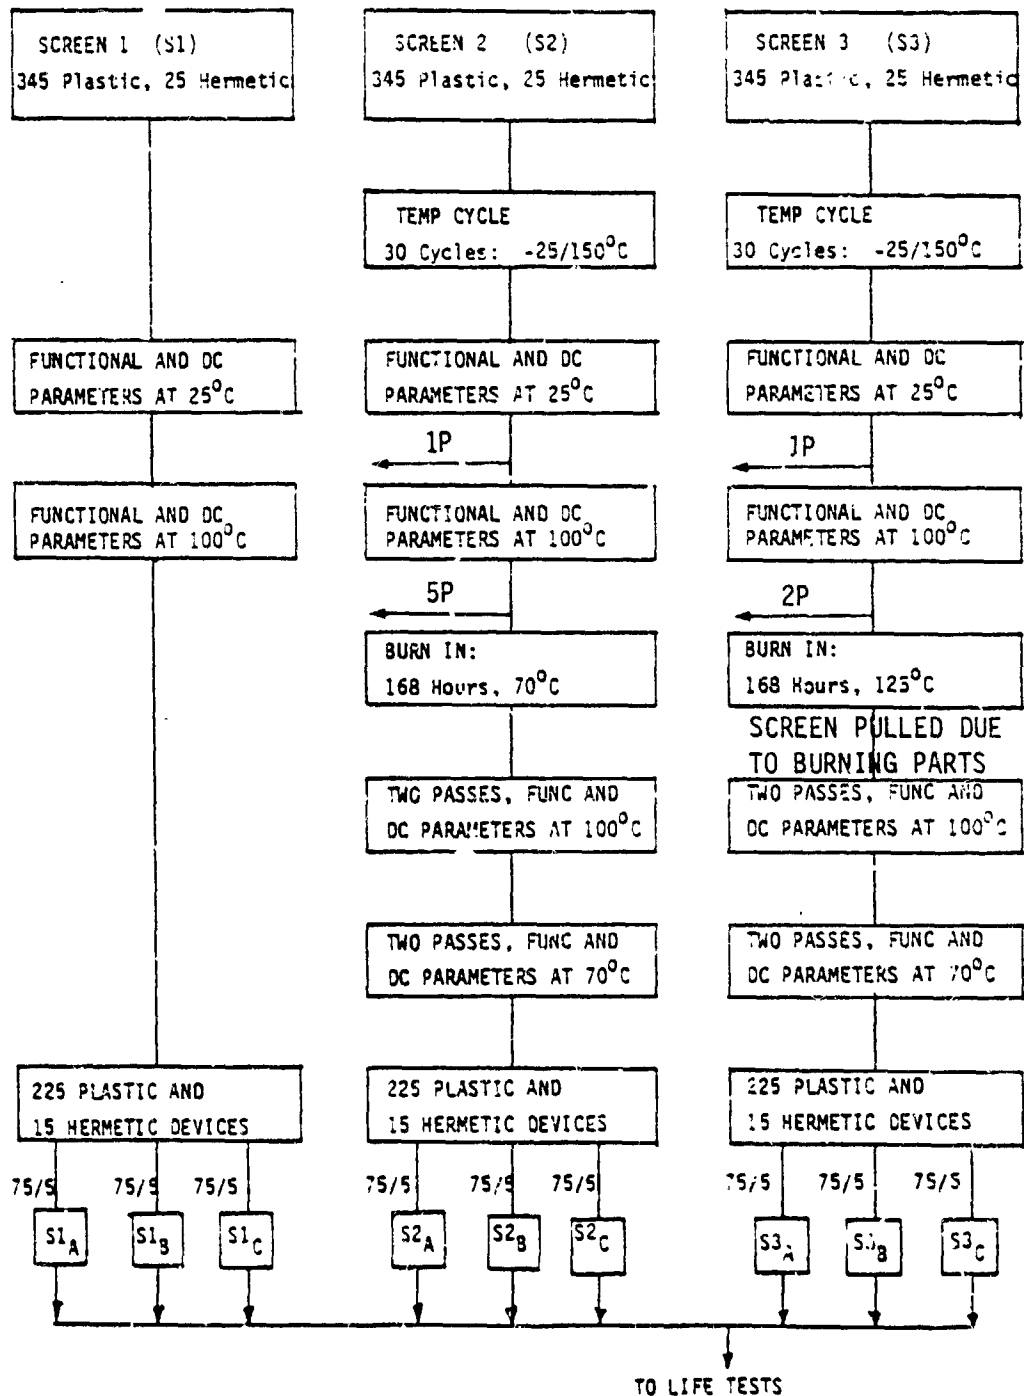 SCREEN 1 (S1)
345 Plastic, 25 Hermetic
FUNCTIONAL AND DC
PARAMETERS AT 25°C
FUNCTIONAL AND DC
PARAMETERS AT 100°C
225 PLASTIC AND
15 HERMETIC DEVICES
75/5 75/5 75/5
S1A S1B S1C
SCREEN 2 (S2)
345 Plastic, 25 Hermetic
TEMP CYCLE
30 Cycles: -25/150°C
FUNCTIONAL AND DC
PARAMETERS AT 25°C
1P
FUNCTIONAL AND DC
PARAMETERS AT 100°C
5P
BURN IN:
168 Hours, 70°C
TWO PASSES, FUNC AND
DC PARAMETERS AT 100°C
TWO PASSES, FUNC AND
DC PARAMETERS AT 70°C
225 PLASTIC AND
15 HERMETIC DEVICES
75/5 75/5 75/5
S2A S2B S2C
SCREEN 3 (S3)
345 Plastic, 25 Hermetic
TEMP CYCLE
30 Cycles: -25/150°C
FUNCTIONAL AND DC
PARAMETERS AT 25°C
1P
FUNCTIONAL AND DC
PARAMETERS AT 100°C
2P
BURN IN:
168 Hours, 125°C
SCREEN PULLED DUE
TO BURNING PARTS
TWO PASSES, FUNC AND
DC PARAMETERS AT 100°C
TWO PASSES, FUNC AND
DC PARAMETERS AT 70°C
225 PLASTIC AND
15 HERMETIC DEVICES
75/5 75/5 75/5
S3A S3B S3C
TO LIFE TESTS